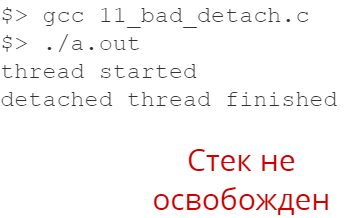 $> gcc 11_bad_detach.c
$> ./a.out
thread started
detached thread finished
Стек не
освобожден